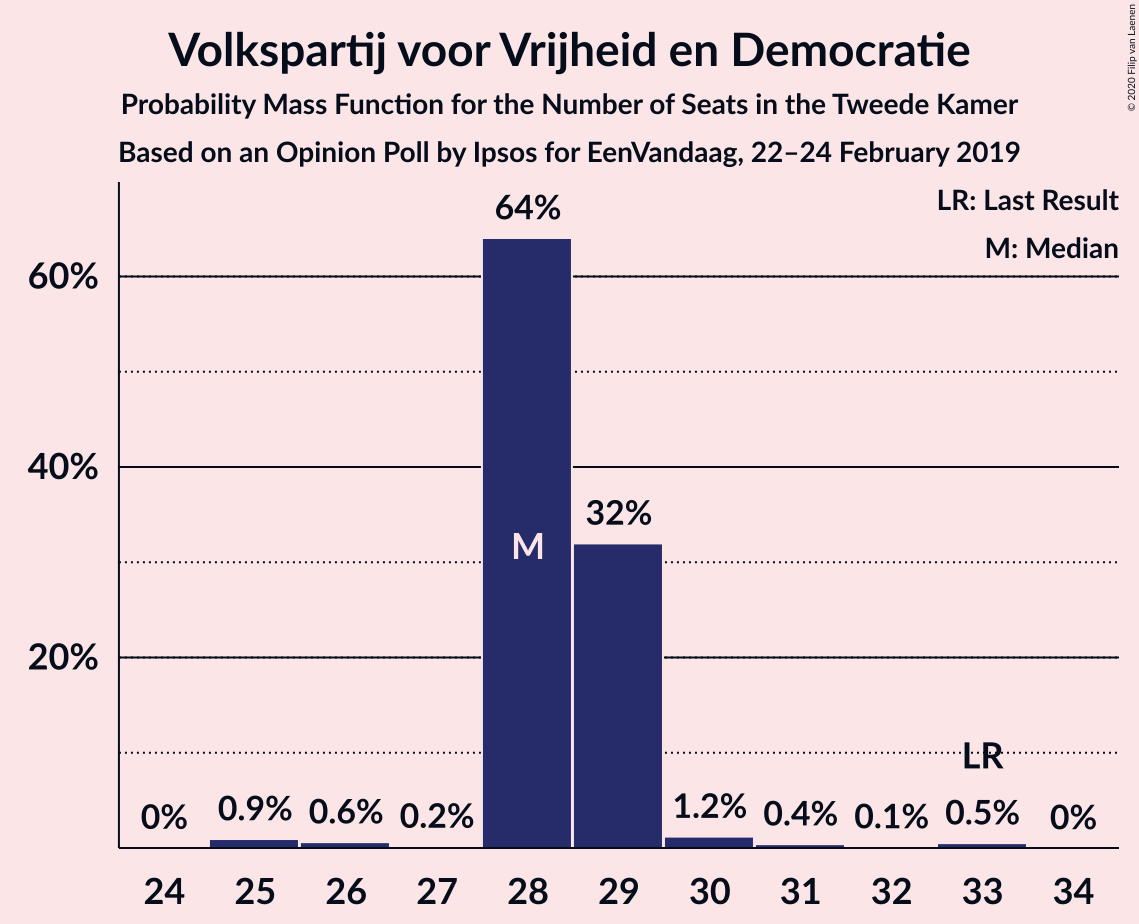 Volkspartij voor Vrijheid en Democratie
Probability Mass Function for the Number of Seats in the Tweede Kamer
Based on an Opinion Poll by Ipsos for EenVandaag, 22–24 February 2019
© 2020 Filip van Laenen
LR: Last Result
M: Median
60%
40%
20%
64%
M
32%
LR
0%
0.9%
0.6%
0.2%
1.2%
0.4%
0.1%
0.5%
0%
24 25 26 27 28 29 30 31 32 33 34